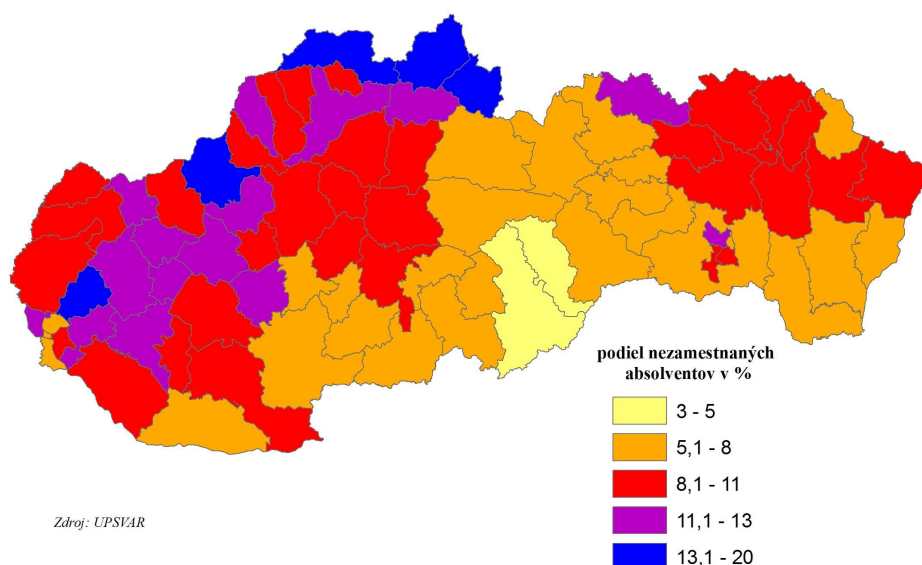 podiel nezamestnaných
absolventov v %
3 - 5
5,1 - 8
8,1 - 11
11,1 - 13
13,1 - 20
Zdroj: UPSVAR